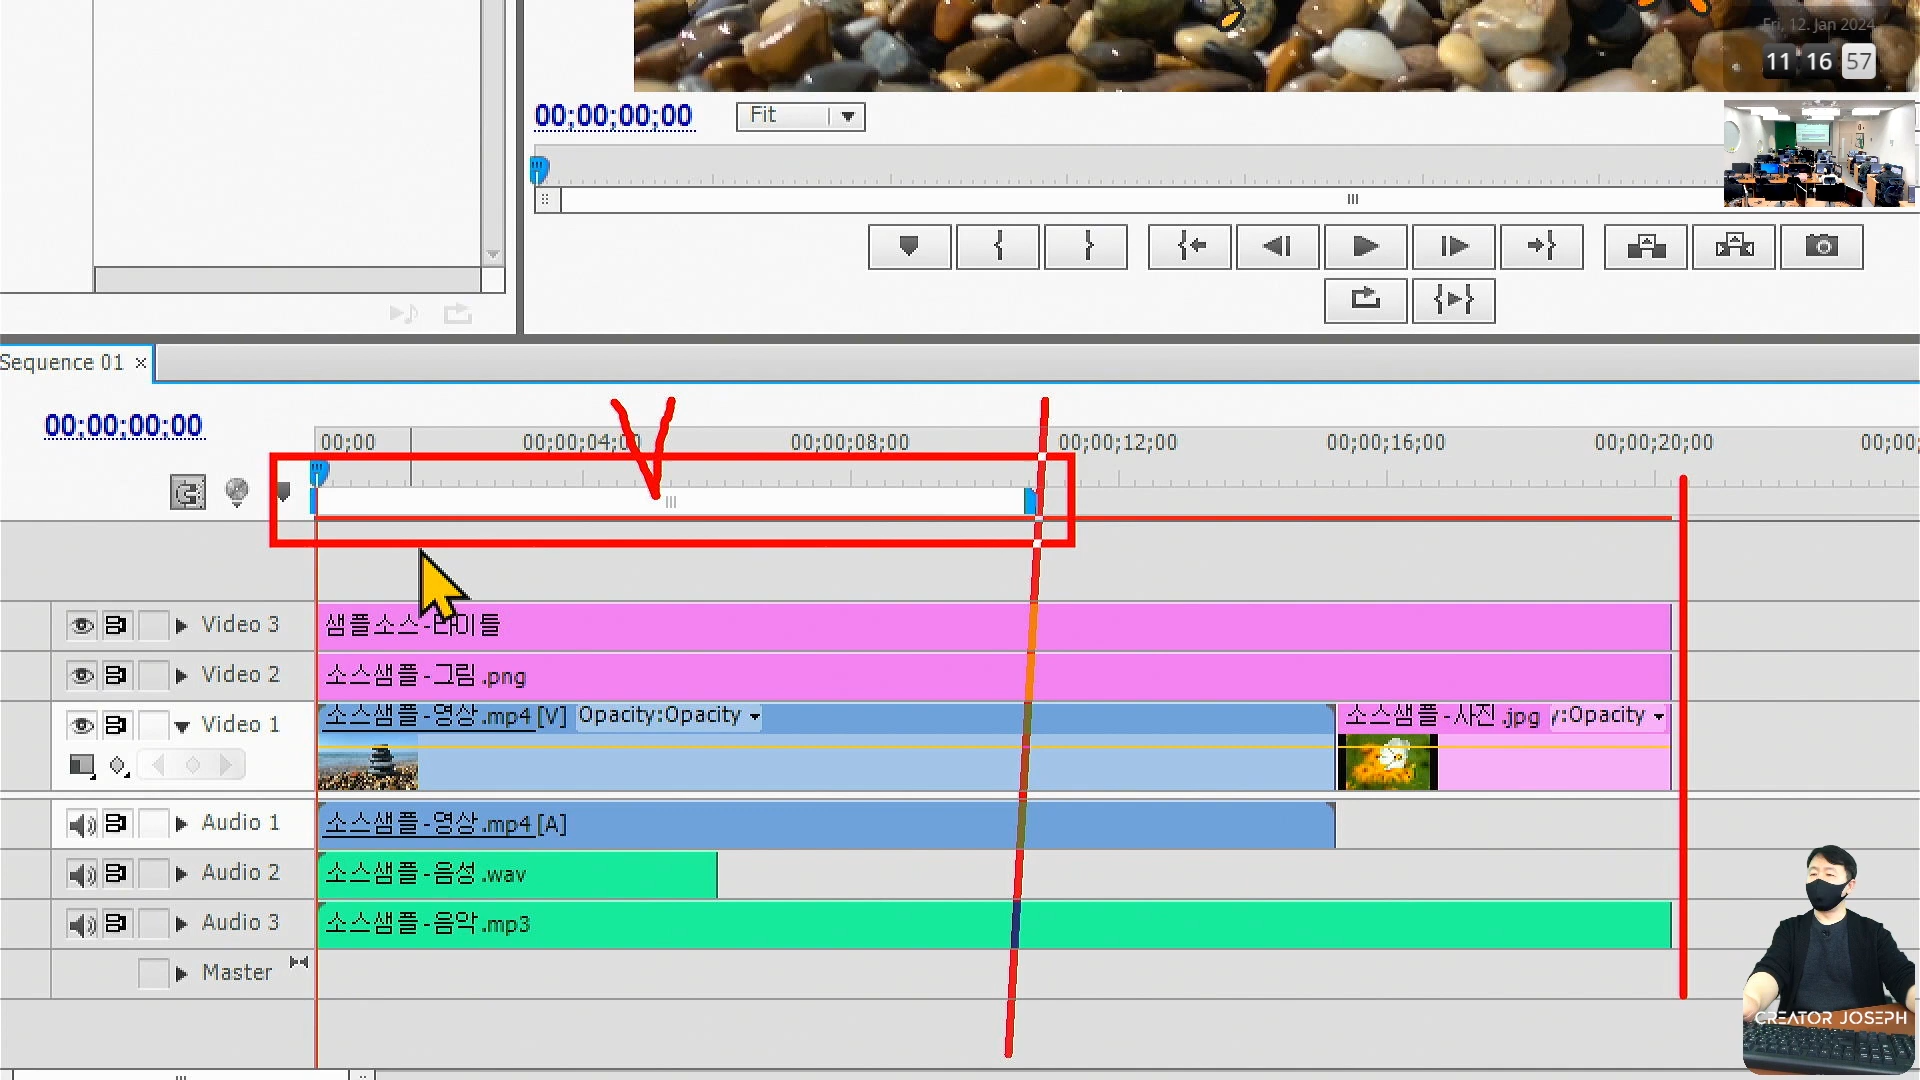 Fri, 12. Jan 2024
11 16 57
00;00;00;00
Fit
Sequence 01 ×
00;00;00;00
00;00
00;00;04;00
00;00;08;00
00;00;12;00
00;00;16;00
00;00;20;00
00;00;
Video 3
샘플소스-타이틀
Video 2
소스샘플-그림.png
Video 1
소스샘플-영상.mp4 [V] Opacity:Opacity
소스샘플-사진.jpg y:Opacity
Audio 1
소스샘플-영상.mp4 [A]
Audio 2
소스샘플-음성.wav
Audio 3
소스샘플-음악.mp3
Master
CREATOR JOSEPH